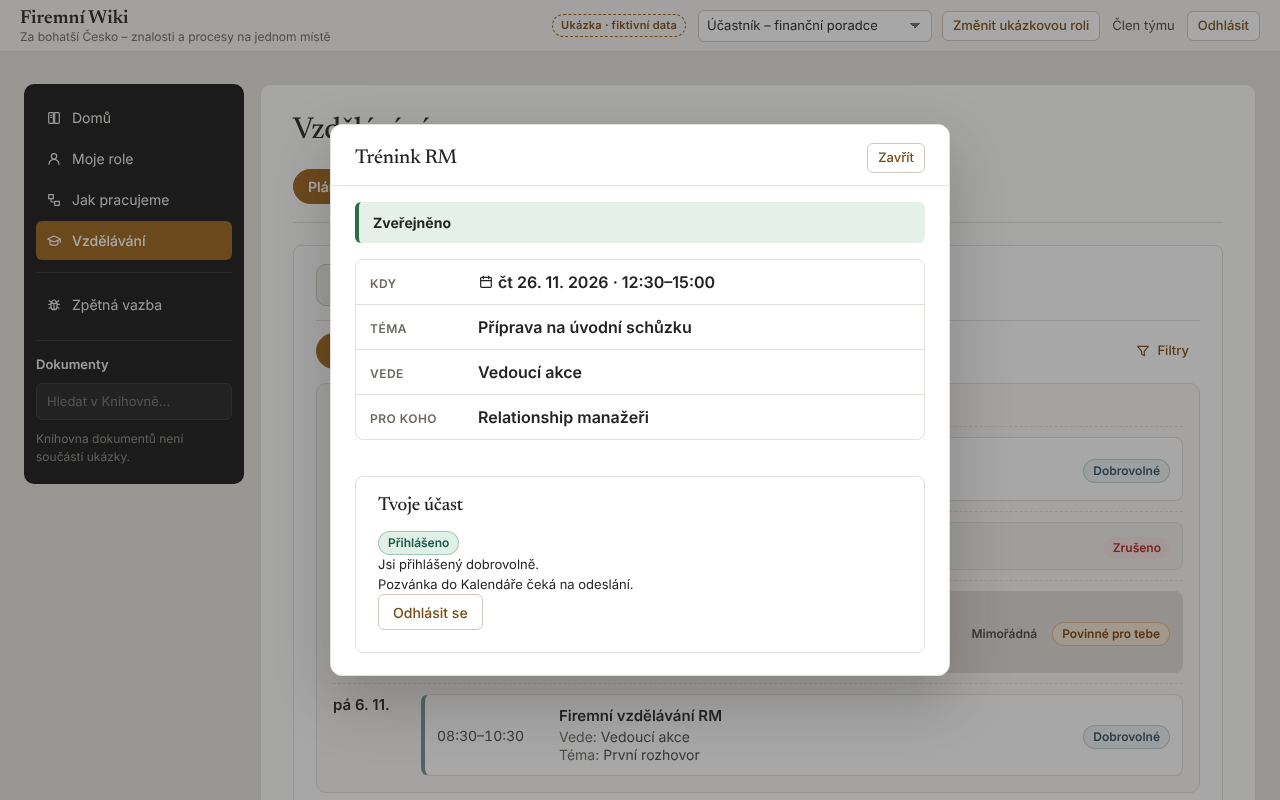 Firemní Wiki
Za bohatší Česko – znalosti a procesy na jednom místě
Ukázka · fiktivní data
Účastník – finanční poradce
Změnit ukázkovou roli
Člen týmu
Odhlásit
Domů
Moje role
Jak pracujeme
Vzdělávání
Zpětná vazba
Dokumenty
Hledat v Knihovně...
Knihovna dokumentů není
součástí ukázky.
Trénink RM
Zavřít
Zveřejněno
KDY
čt 26. 11. 2026 · 12:30–15:00
TÉMA
Příprava na úvodní schůzku
VEDE
Vedoucí akce
PRO KOHO
Relationship manažeři
Tvoje účast
Přihlášeno
Jsi přihlášený dobrovolně.
Pozvánka do Kalendáře čeká na odeslání.
Odhlásit se
Filtry
Dobrovolné
Zrušeno
Mimořádná
Povinné pro tebe
pá 6. 11.
08:30–10:30
Firemní vzdělávání RM
Vede: Vedoucí akce
Téma: První rozhovor
Dobrovolné